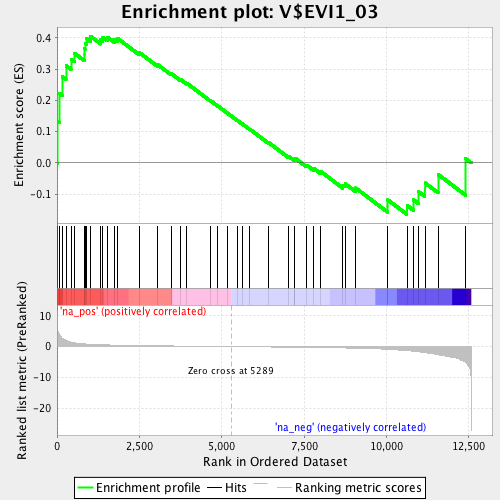 Enrichment plot: V$EVI1_03
Enrichment score (ES)
0.4
0.3
0.2
0.1
0.0
-0.1
'na_pos' (positively correlated)
Ranked list metric (PreRanked)
10
0
-10
-20
Zero cross at 5289
'na_neg' (negatively correlated)
0
2,500
5,000
7,500
10,000
12,500
Rank in Ordered Dataset
Enrichment profile
Hits
Ranking metric scores